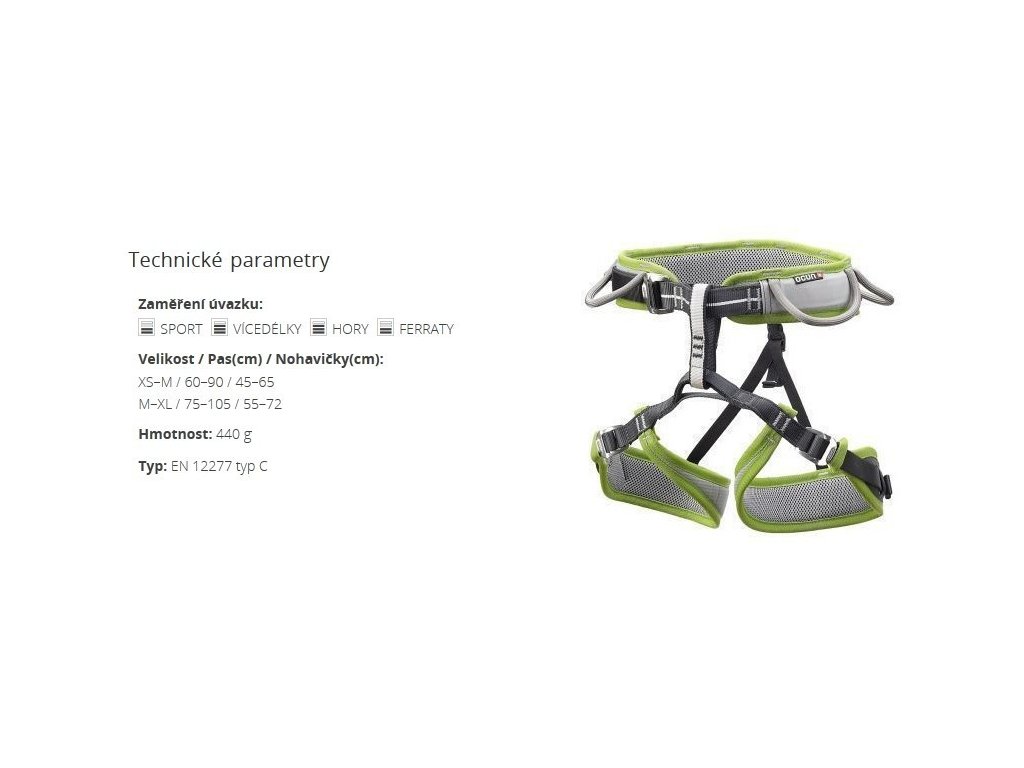 Technické parametry
Zaměření úvazku:
SPORT VÍCEDÉLKY HORY FERRATY
Velikost / Pas(cm) / Nohavičky(cm):
XS–M / 60–90 / 45–65
M–XL / 75–105 / 55–72
Hmotnost: 440 g
Typ: EN 12277 typ C
ocun